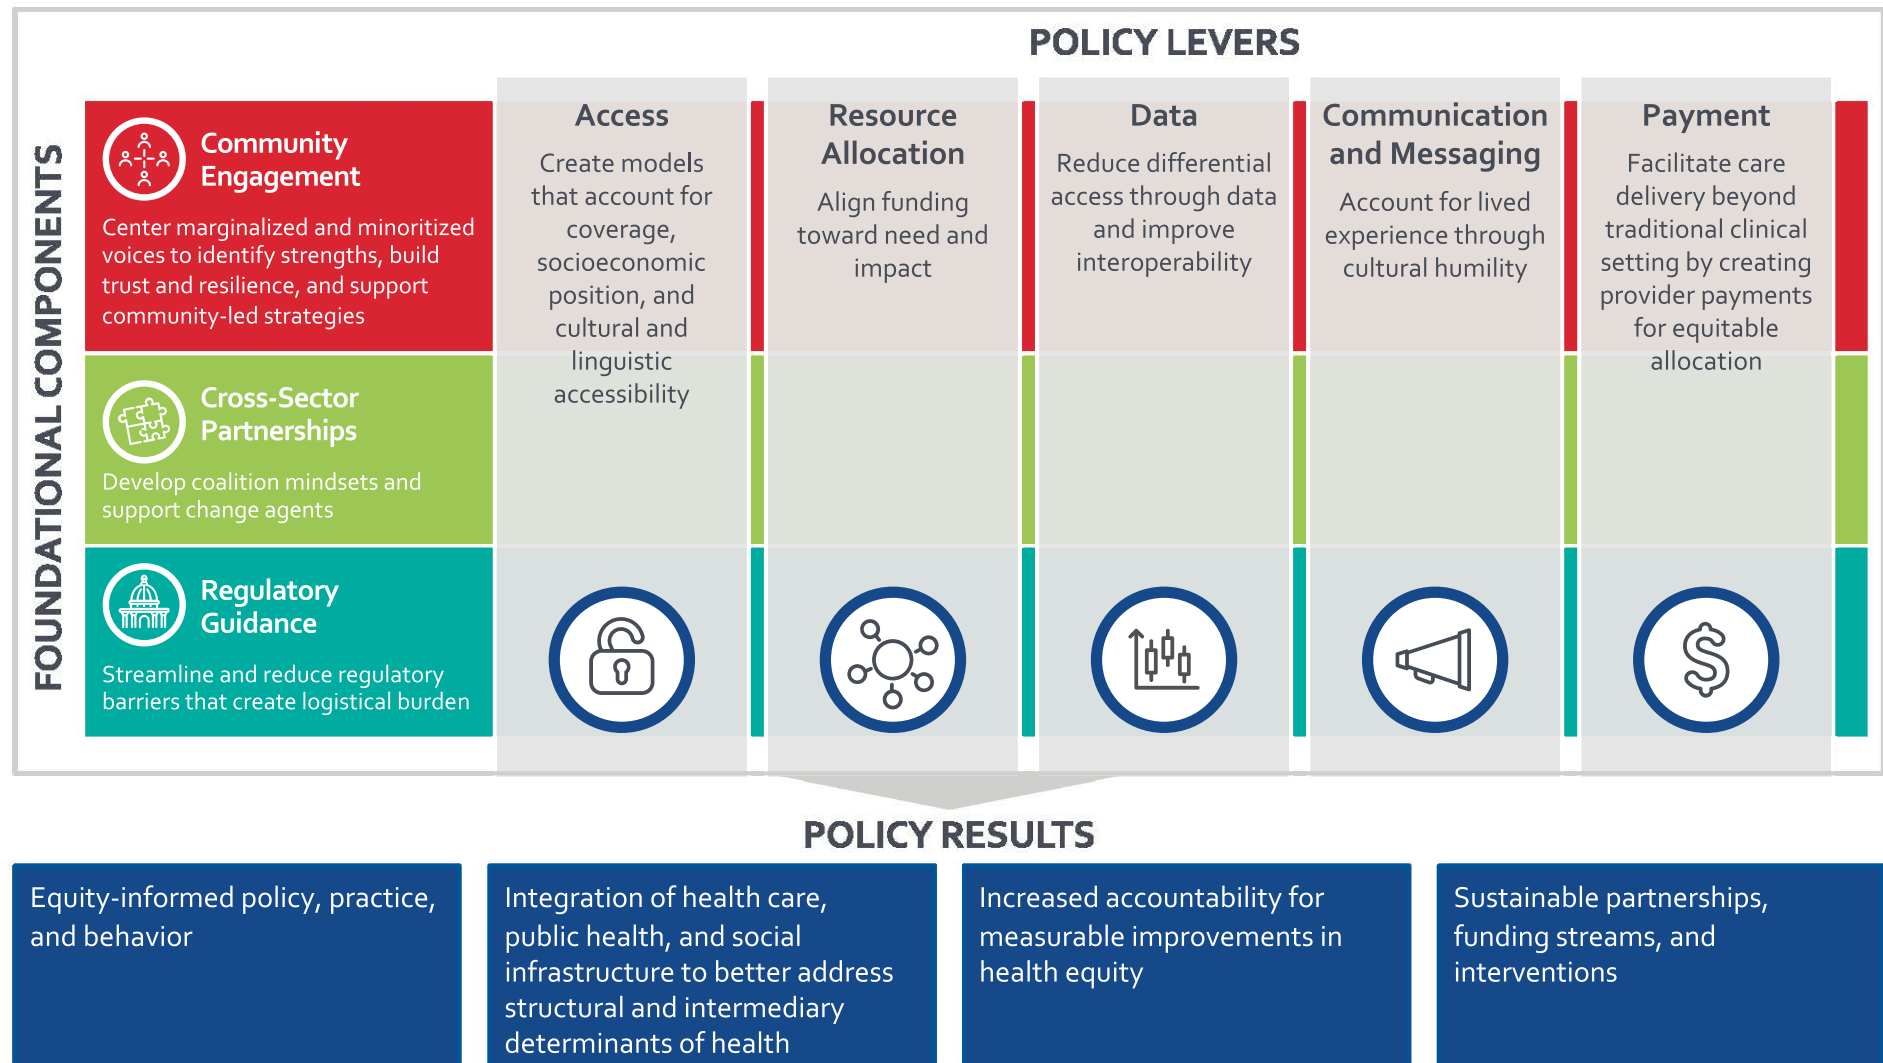 POLICY LEVERS
FOUNDATIONAL COMPONENTS
Community
Engagement
Center marginalized and minoritized
voices to identify strengths, build
trust and resilience, and support
community-led strategies
Cross-Sector
Partnerships
Develop coalition mindsets and
support change agents
Regulatory
Guidance
Streamline and reduce regulatory
barriers that create logistical burden
Access
Create models
that account for
coverage,
socioeconomic
position, and
cultural and
linguistic
accessibility
Resource
Allocation
Align funding
toward need and
impact
Data
Reduce differential
access through data
and improve
interoperability
Communication
and Messaging
Account for lived
experience through
cultural humility
Payment
Facilitate care
delivery beyond
traditional clinical
setting by creating
provider payments
for equitable
allocation
$
POLICY RESULTS
Equity-informed policy, practice,
and behavior
Integration of health care,
public health, and social
infrastructure to better address
structural and intermediary
determinants of health
Increased accountability for
measurable improvements in
health equity
Sustainable partnerships,
funding streams, and
interventions